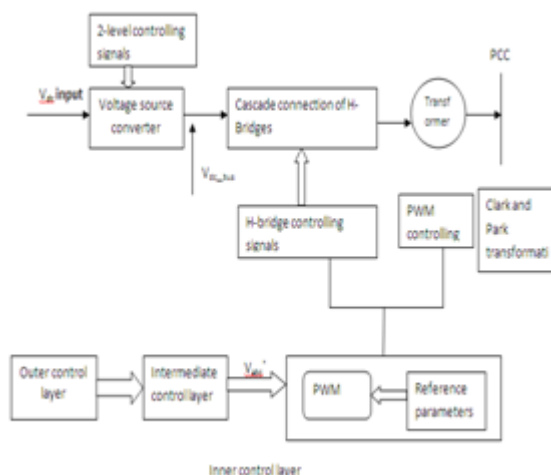 2-level controlling
signals
PCC
input
Voltage source
converter
Cascade connection of H-
Bridges
Transf
ormer
H-bridge controlling
signals
PWM
controlling
Clark and
Park
transformati
Outer control
layer
Intermediate
control layer
PWM
Reference
parameters
Inner control layer